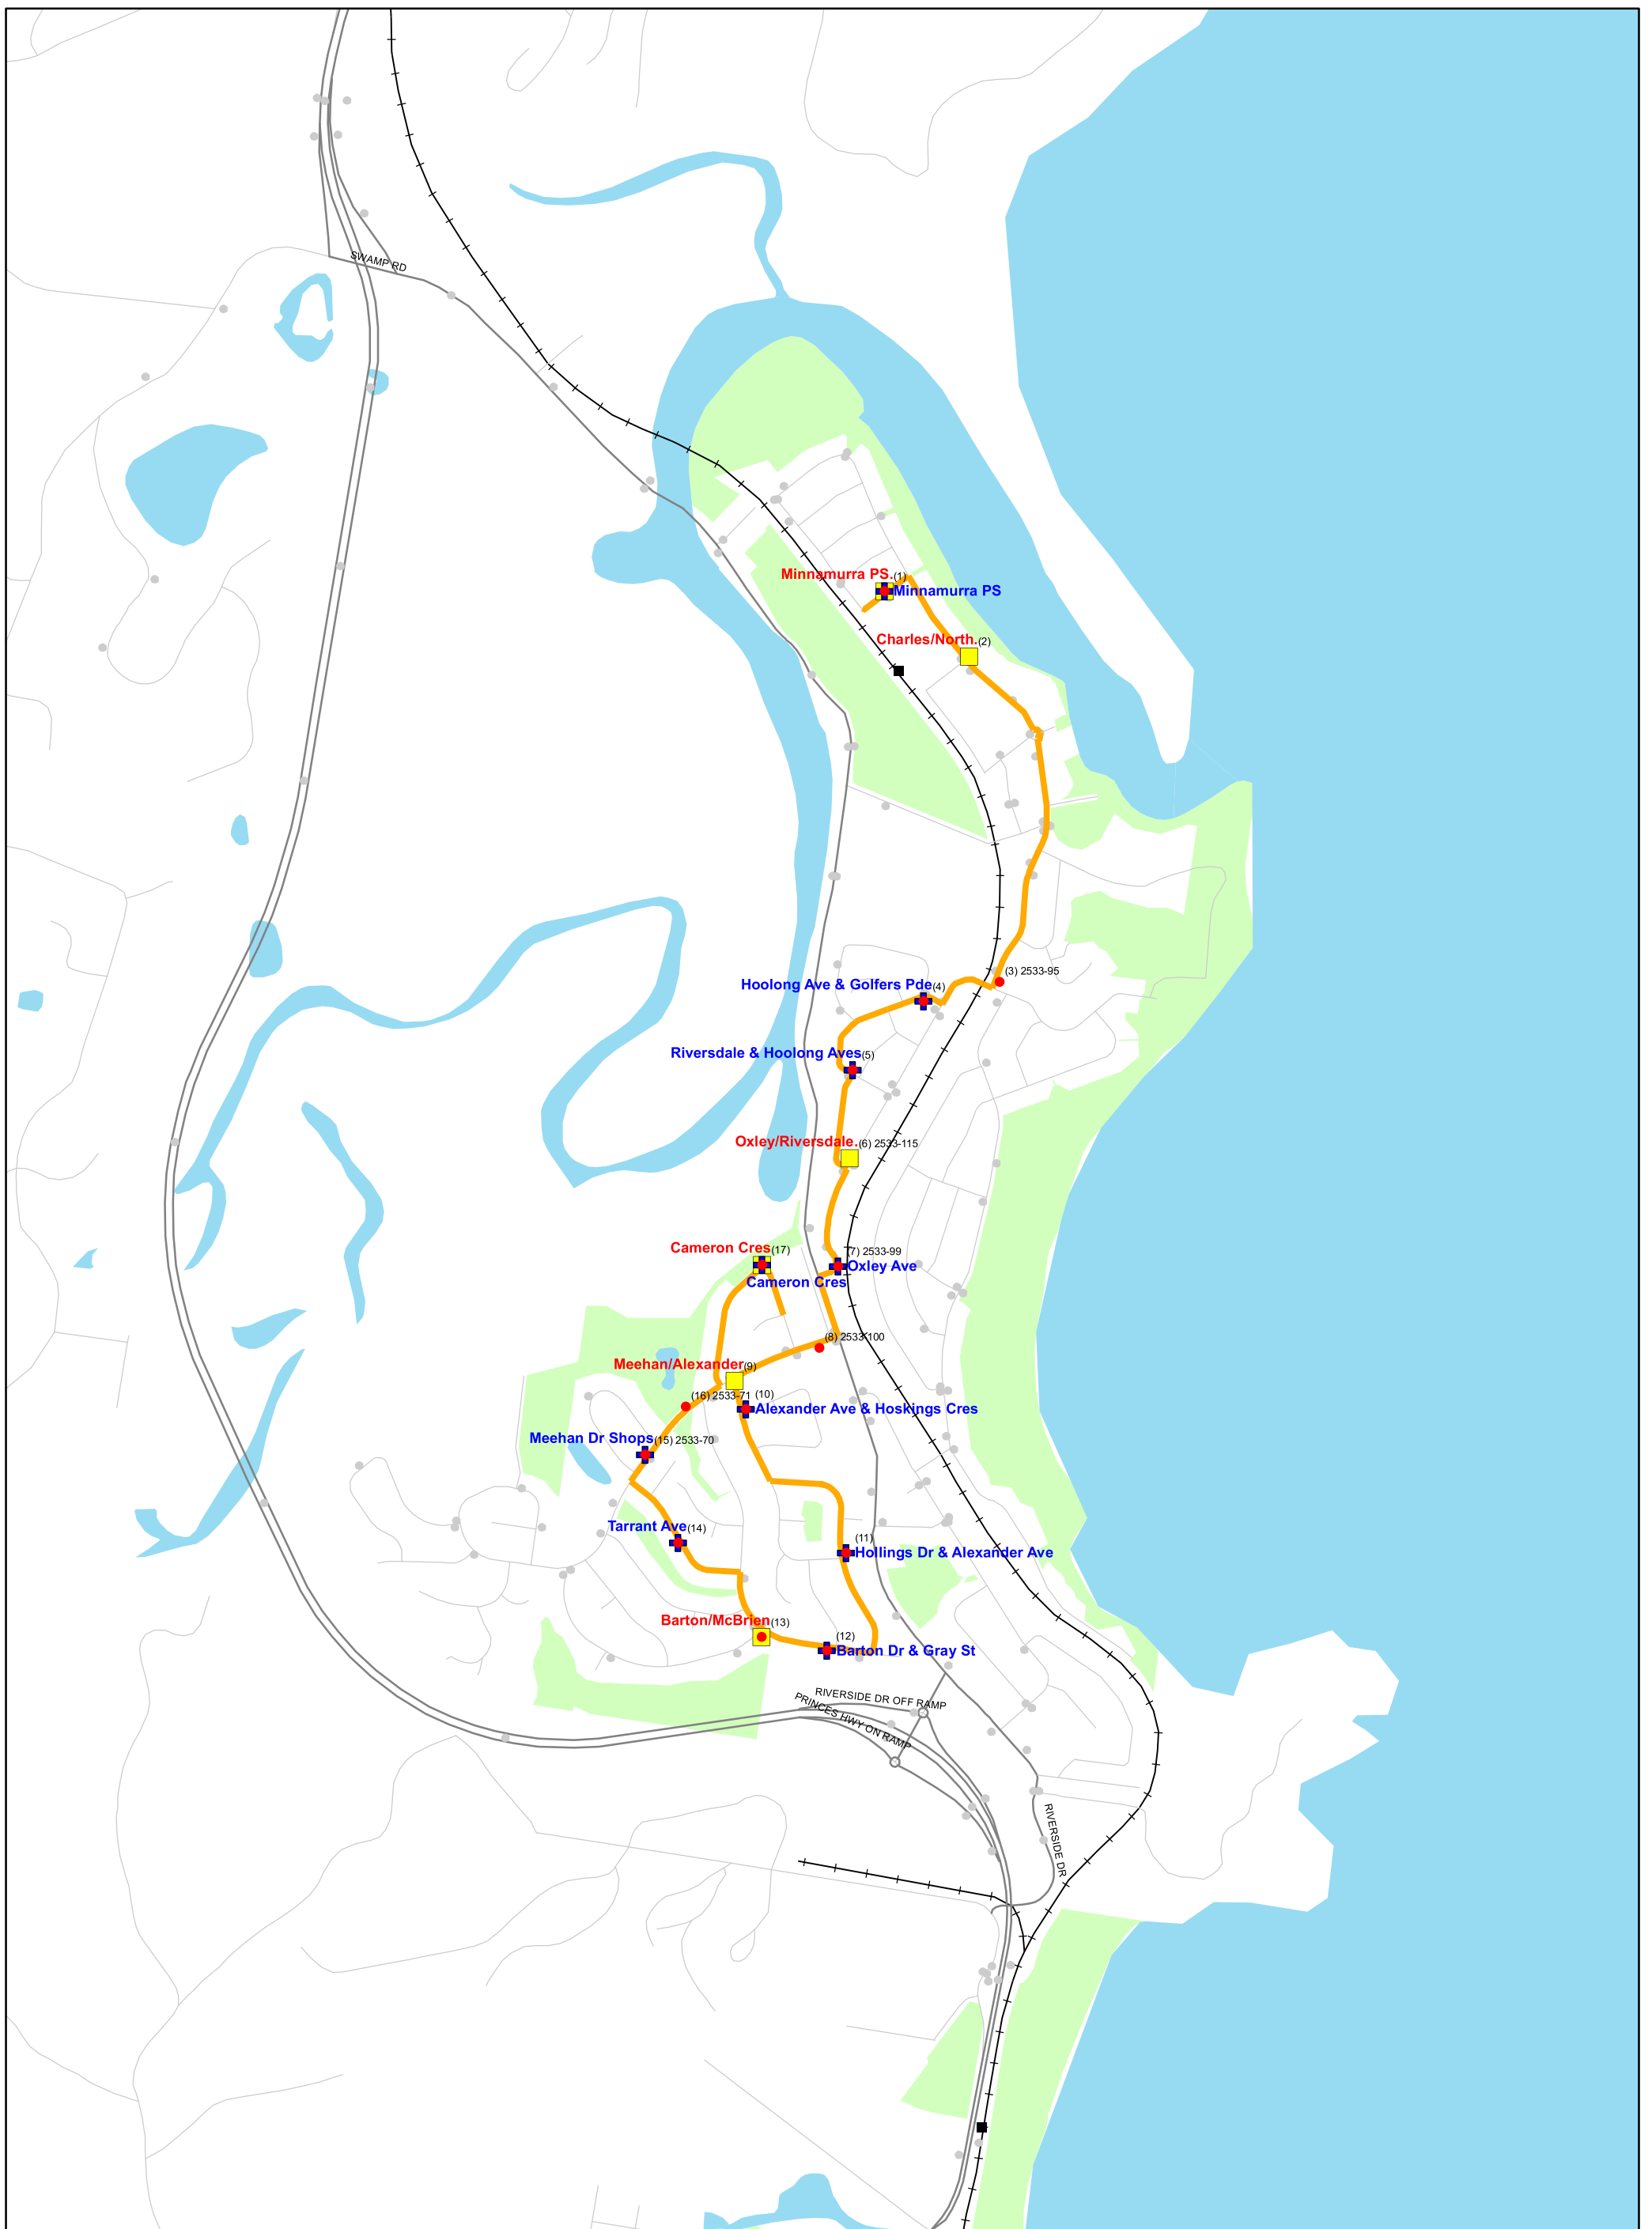 SWAMP RD
Minnamurra PS.(1)
Minnamurra PS
Charles/North.(2)
(3) 2533-95
Hoolong Ave & Golfers Pde(4)
Riversdale & Hoolong Aves(5)
Oxley/Riversdale.(6) 2533-115
Cameron Cres(17)
(7) 2533-99
Oxley Ave
Cameron Cres
(8) 2533-100
Meehan/Alexander(9)
(16) 2533-71
(10)
Alexander Ave & Hoskings Cres
Meehan Dr Shops(15) 2533-70
Tarrant Ave(14)
(11)
Hollings Dr & Alexander Ave
Barton/McBrien(13)
(12)
Barton Dr & Gray St
RIVERSIDE DR OFF RAMP
PRINCES HWY ON RAMP
RIVERSIDE DR